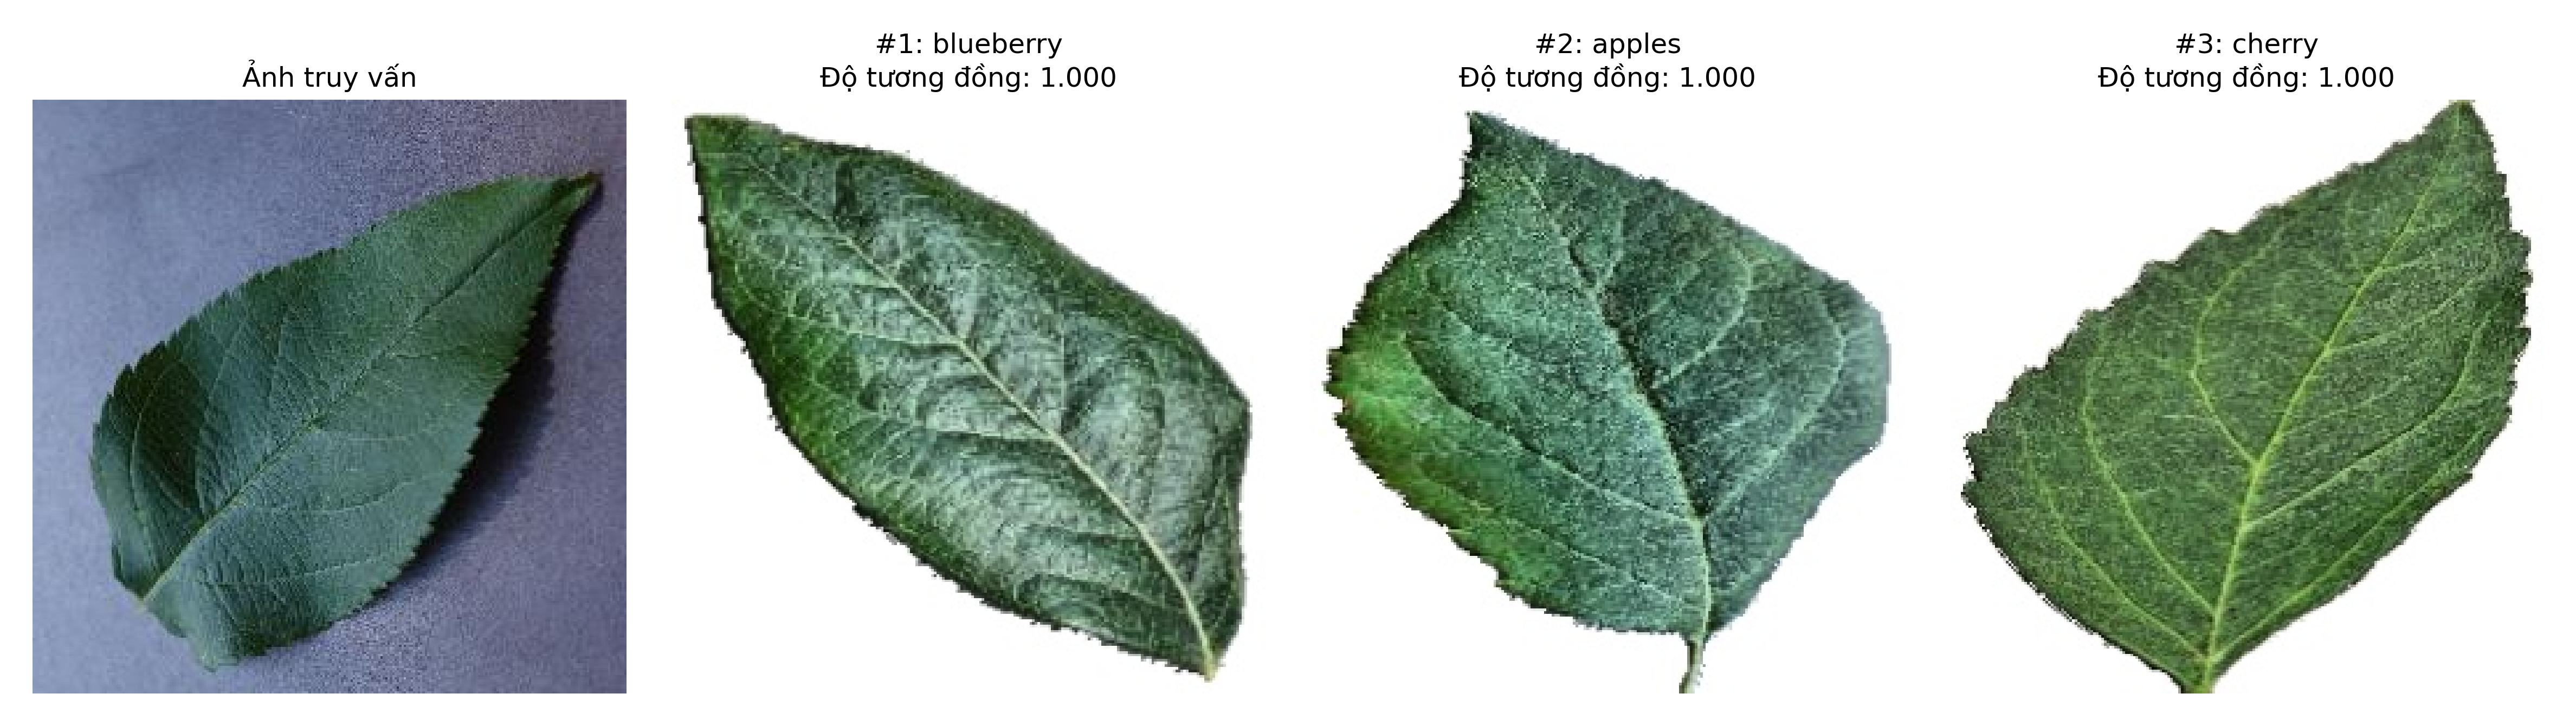 Ảnh truy vấn
#1: blueberry
Độ tương đồng: 1.000
#2: apples
Độ tương đồng: 1.000
#3: cherry
Độ tương đồng: 1.000